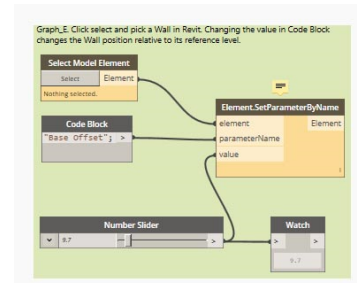 Graph_E. Click select and pick a Wall in Revit. Changing the value in Code Block
changes the Wall position relative to its reference level.
Select Model Element
Select Element
Nothing selected.
Element.SetParameterByName
element Element
parameterName
value
Code Block
"Base Offset"; >
Number Slider
9.7 >
Watch
> >
9.7